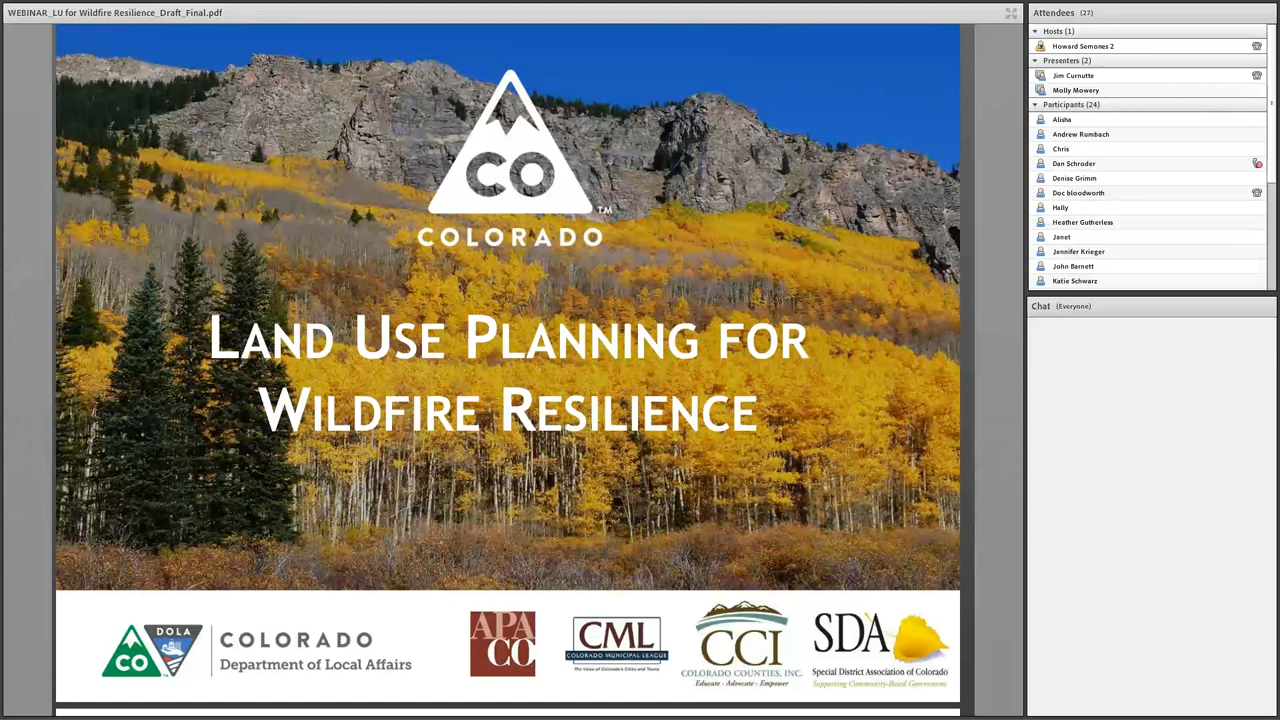 WEBINAR_LU for Wildfire Resilience_Draft_Final.pdf
CO
TM
COLORADO
LAND USE PLANNING FOR
WILDFIRE RESILIENCE
CO
DOLA
COLORADO
Department of Local Affairs
APA
CO
CML
COLORADO MUNICIPAL LEAGUE
The Voice of Colorado's Cities and Towns
CCI
COLORADO COUNTIES, INC.
Educate · Advocate · Empower
SDA
Special District Association of Colorado
Supporting Community-Based Government
Attendees (27)
Hosts (1)
Howard Semones 2
Presenters (2)
Jim Curnutte
Molly Mowery
Participants (24)
Alisha
Andrew Rumbach
Chris
Dan Schroder
Denise Grimm
Doc bloodworth
Hally
Heather Gutherless
Janet
Jennifer Krieger
John Barnett
Katie Schwarz
Chat (Everyone)